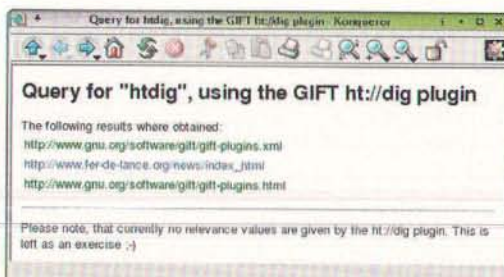 Query for htdig, using the GIFT ht://dig plugin - Konqueror
Query for "htdig", using the GIFT ht://dig plugin
The following results where obtained:
http://www.gnu.org/software/gift/gift-plugins.xml
http://www.fer-de-lance.org/news/index_html
http://www.gnu.org/software/gift/gift-plugins.html
Please note, that currently no relevance values are given by the ht://dig plugin. This is
left as an exercise ;-)